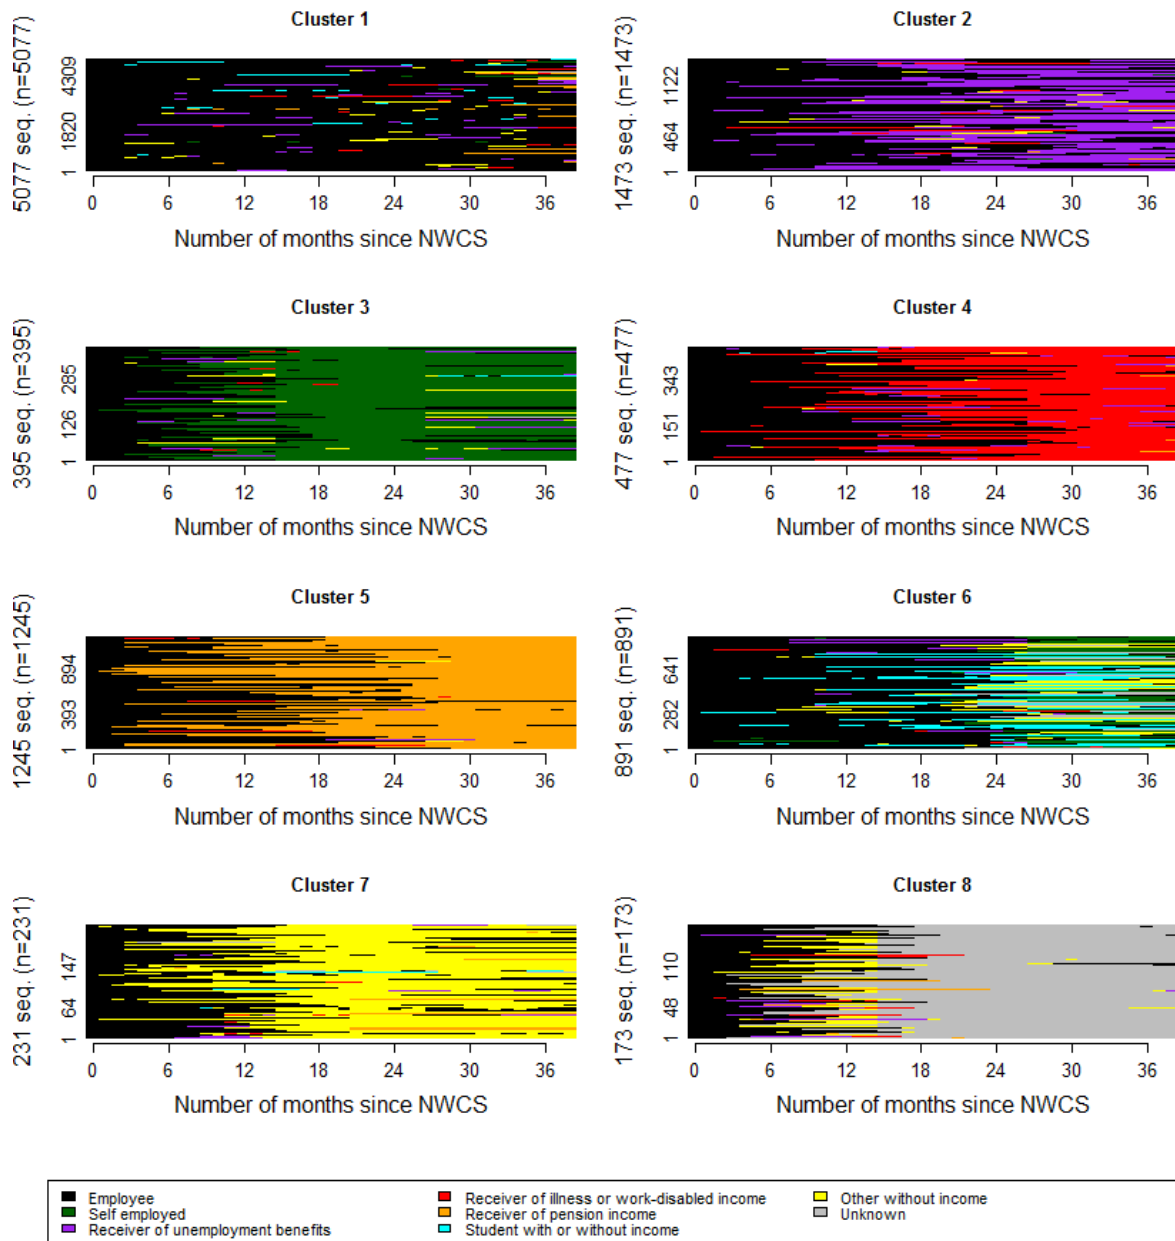 Cluster 1
5077 seq. (n=5077)
1 1820 4309
0 6 12 18 24 30 36
Number of months since NWCS
Cluster 2
1473 seq. (n=1473)
1 464 1122
0 6 12 18 24 30 36
Number of months since NWCS
Cluster 3
395 seq. (n=395)
1 126 285
0 6 12 18 24 30 36
Number of months since NWCS
Cluster 4
477 seq. (n=477)
1 151 343
0 6 12 18 24 30 36
Number of months since NWCS
Cluster 5
1245 seq. (n=1245)
1 393 894
0 6 12 18 24 30 36
Number of months since NWCS
Cluster 6
891 seq. (n=891)
1 282 641
0 6 12 18 24 30 36
Number of months since NWCS
Cluster 7
231 seq. (n=231)
1 64 147
0 6 12 18 24 30 36
Number of months since NWCS
Cluster 8
173 seq. (n=173)
1 48 110
0 6 12 18 24 30 36
Number of months since NWCS
Employee
Self employed
Receiver of unemployment benefits
Receiver of illness or work-disabled income
Receiver of pension income
Student with or without income
Other without income
Unknown